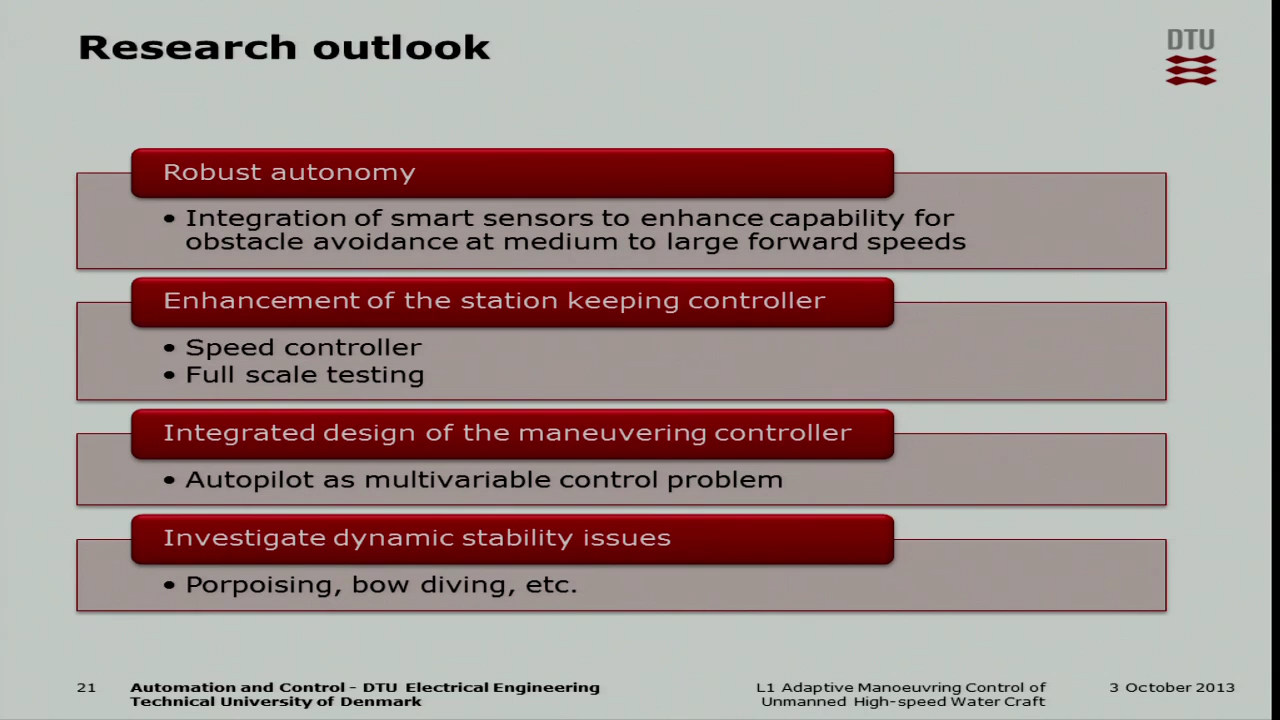 Research outlook
DTU
Robust autonomy
• Integration of smart sensors to enhance capability for
obstacle avoidance at medium to large forward speeds
Enhancement of the station keeping controller
• Speed controller
• Full scale testing
Integrated design of the maneuvering controller
• Autopilot as multivariable control problem
Investigate dynamic stability issues
• Porpoising, bow diving, etc.
21
Automation and Control - DTU Electrical Engineering
Technical University of Denmark
L1 Adaptive Manoeuvring Control of
Unmanned High-speed Water Craft
3 October 2013